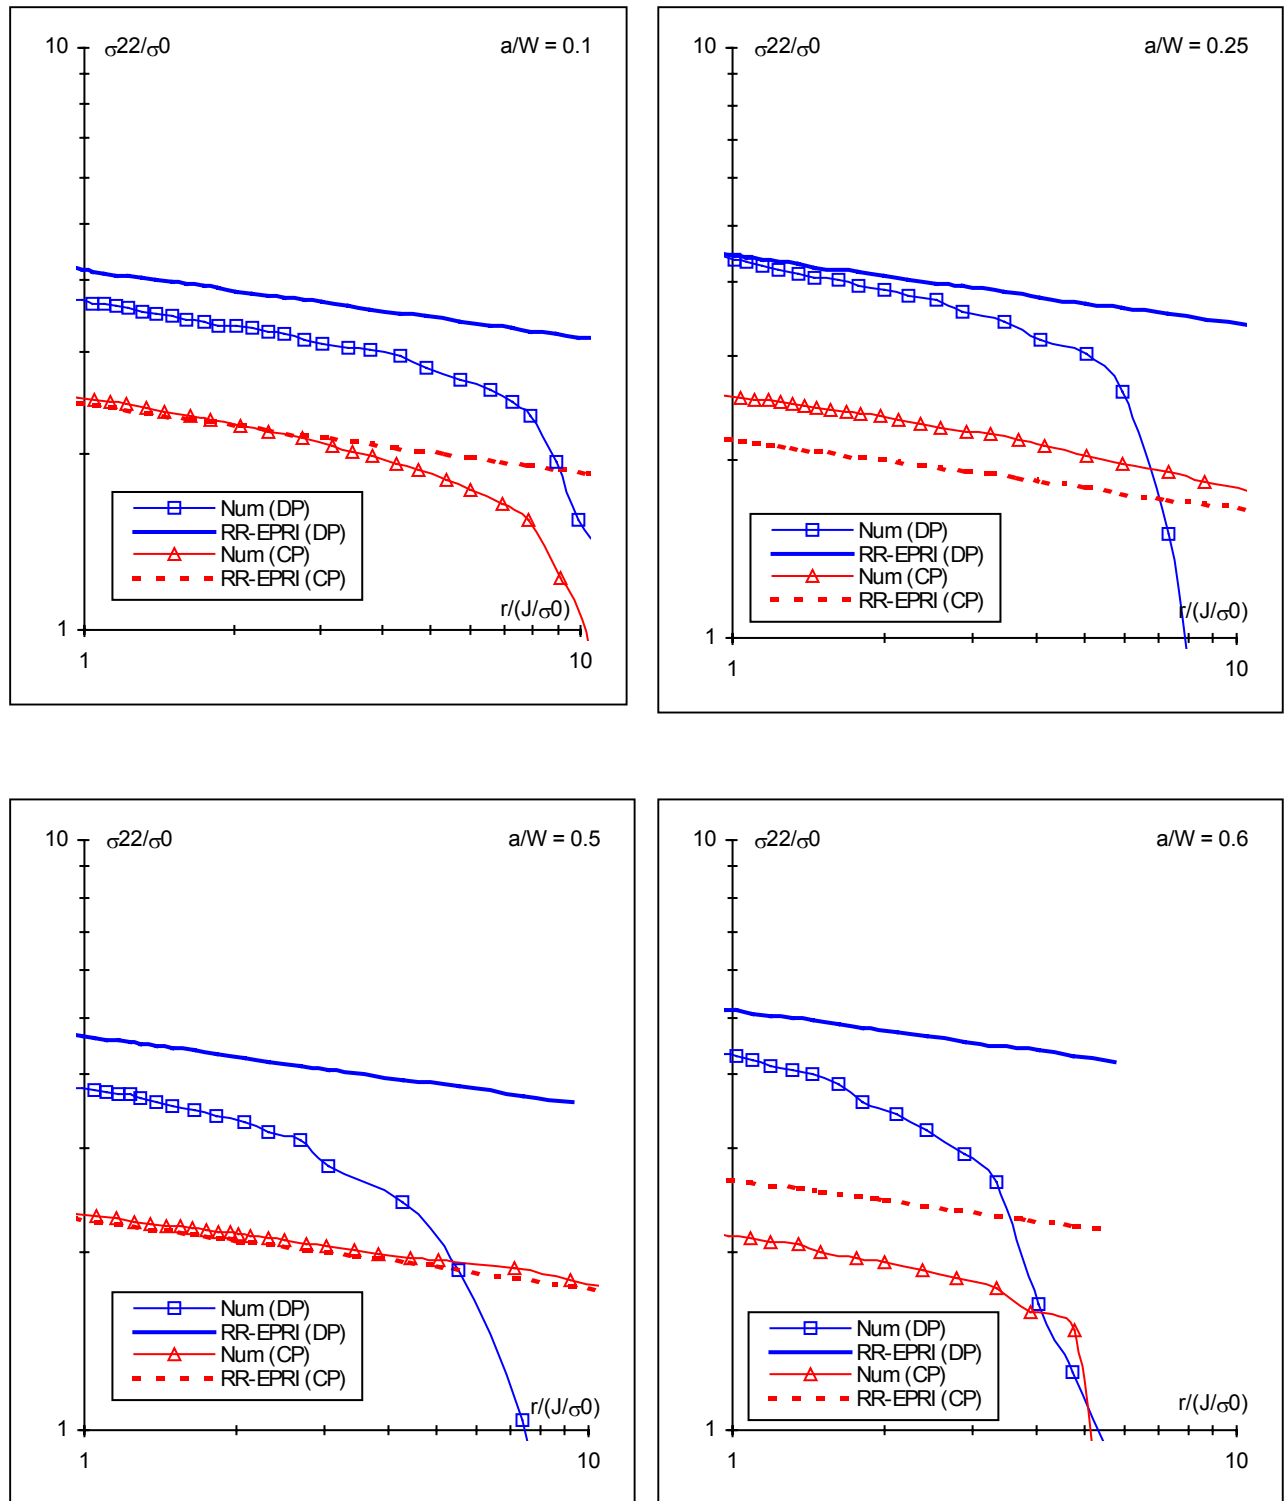 10 σ22/σ0 a/W = 0.1
Num (DP)
RR-EPRI (DP)
Num (CP)
RR-EPRI (CP)
r/(J/σ0)
1
1 10
10 σ22/σ0 a/W = 0.25
Num (DP)
RR-EPRI (DP)
Num (CP)
RR-EPRI (CP)
r/(J/σ0)
1
1 10
10 σ22/σ0 a/W = 0.5
Num (DP)
RR-EPRI (DP)
Num (CP)
RR-EPRI (CP)
r/(J/σ0)
1
1 10
10 σ22/σ0 a/W = 0.6
Num (DP)
RR-EPRI (DP)
Num (CP)
RR-EPRI (CP)
r/(J/σ0)
1
1 10